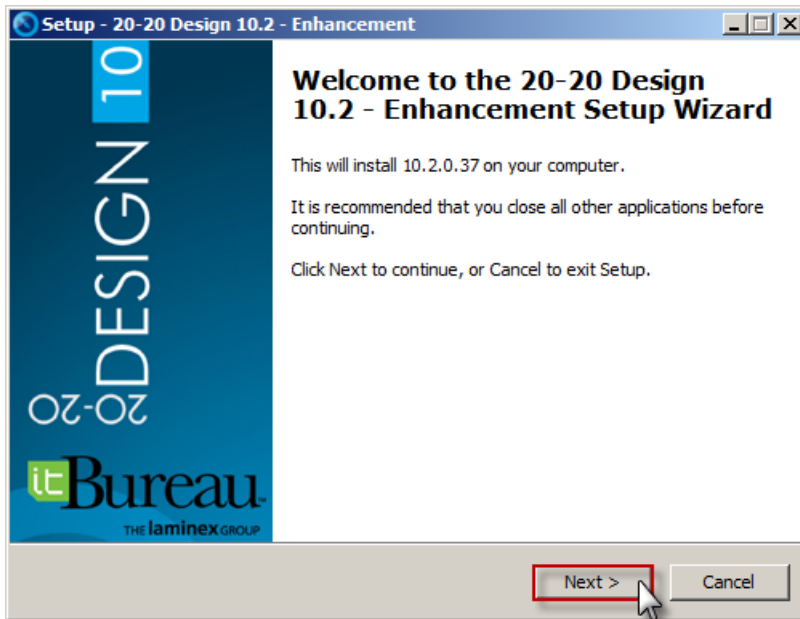 Setup - 20-20 Design 10.2 - Enhancement
20-20 DESIGN 10
it Bureau™
THE laminex GROUP
Welcome to the 20-20 Design
10.2 - Enhancement Setup Wizard
This will install 10.2.0.37 on your computer.
It is recommended that you close all other applications before
continuing.
Click Next to continue, or Cancel to exit Setup.
Next >
Cancel